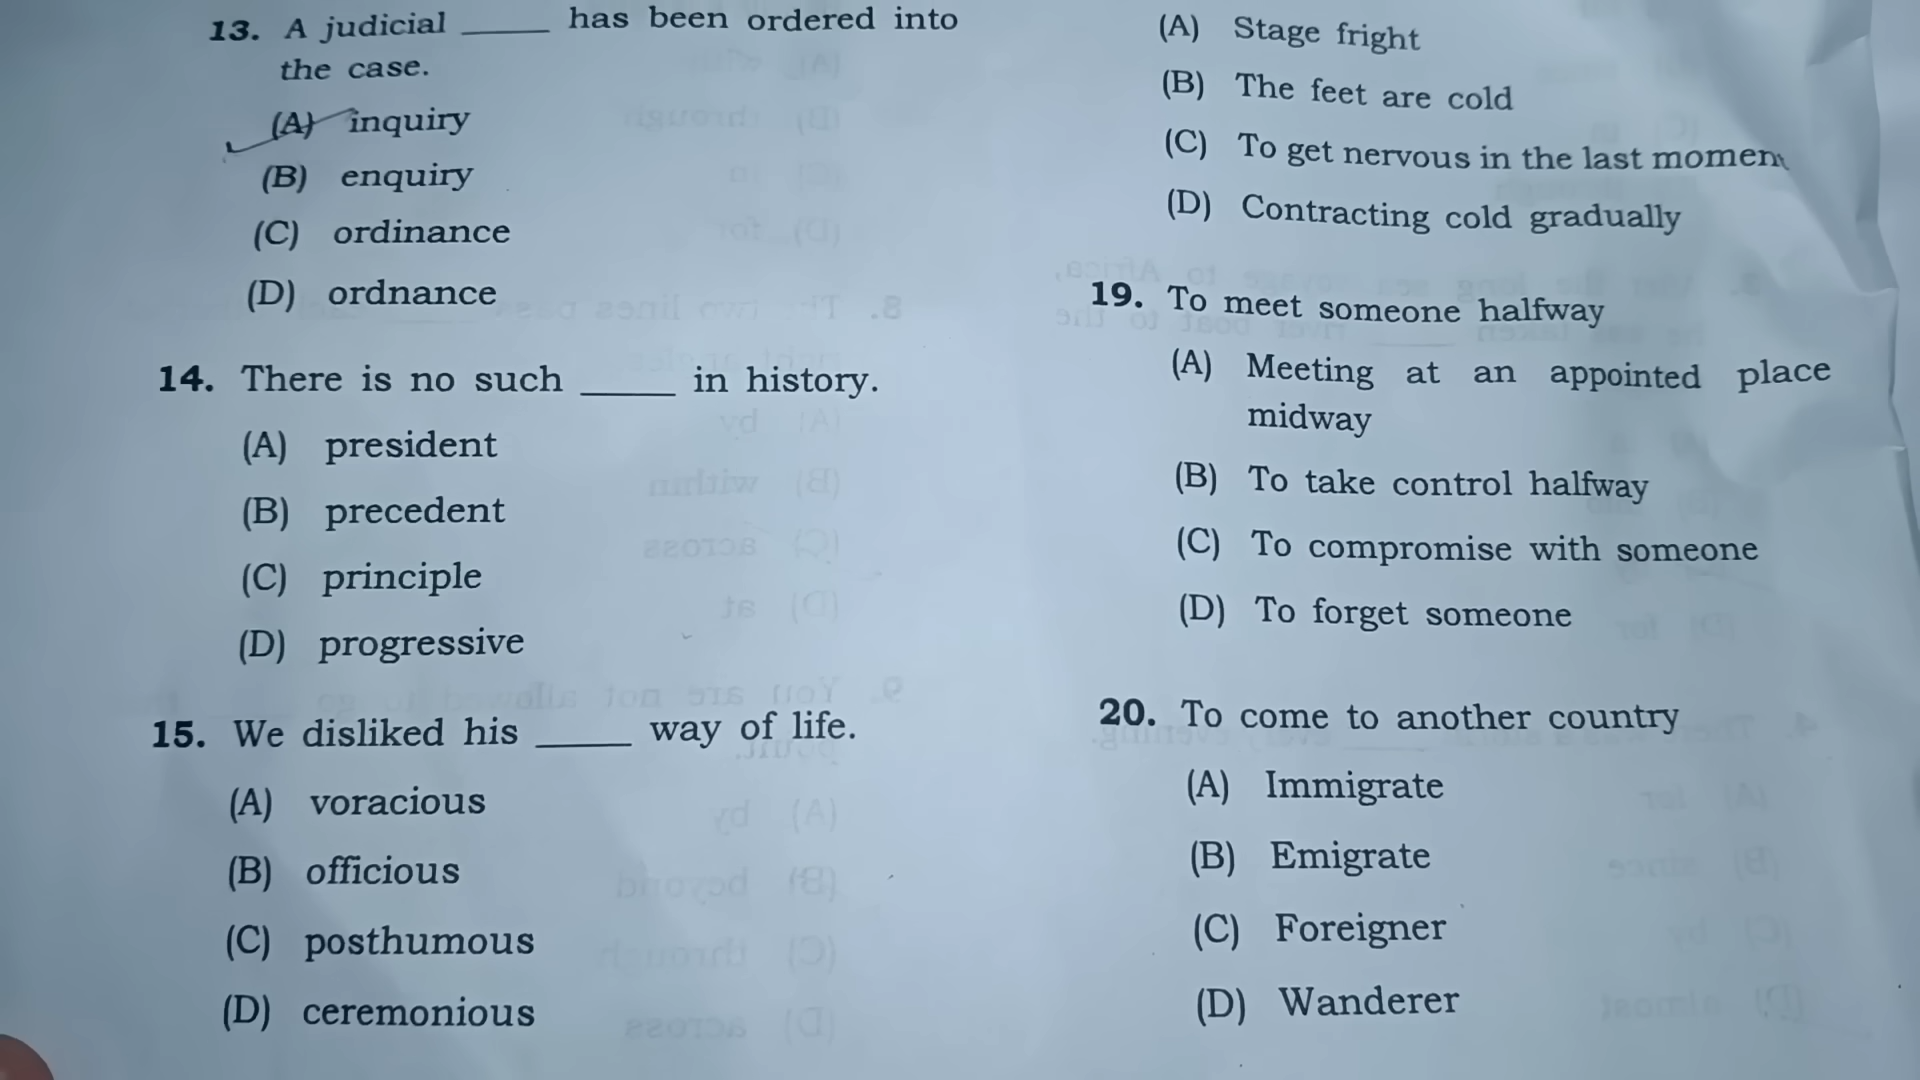 13. A judicial _____ has been ordered into
the case.
(A) inquiry
(B) enquiry
(C) ordinance
(D) ordnance
14. There is no such _____ in history.
(A) president
(B) precedent
(C) principle
(D) progressive
15. We disliked his _____ way of life.
(A) voracious
(B) officious
(C) posthumous
(D) ceremonious
(A) Stage fright
(B) The feet are cold
(C) To get nervous in the last moment
(D) Contracting cold gradually
19. To meet someone halfway
(A) Meeting at an appointed place
midway
(B) To take control halfway
(C) To compromise with someone
(D) To forget someone
20. To come to another country
(A) Immigrate
(B) Emigrate
(C) Foreigner
(D) Wanderer